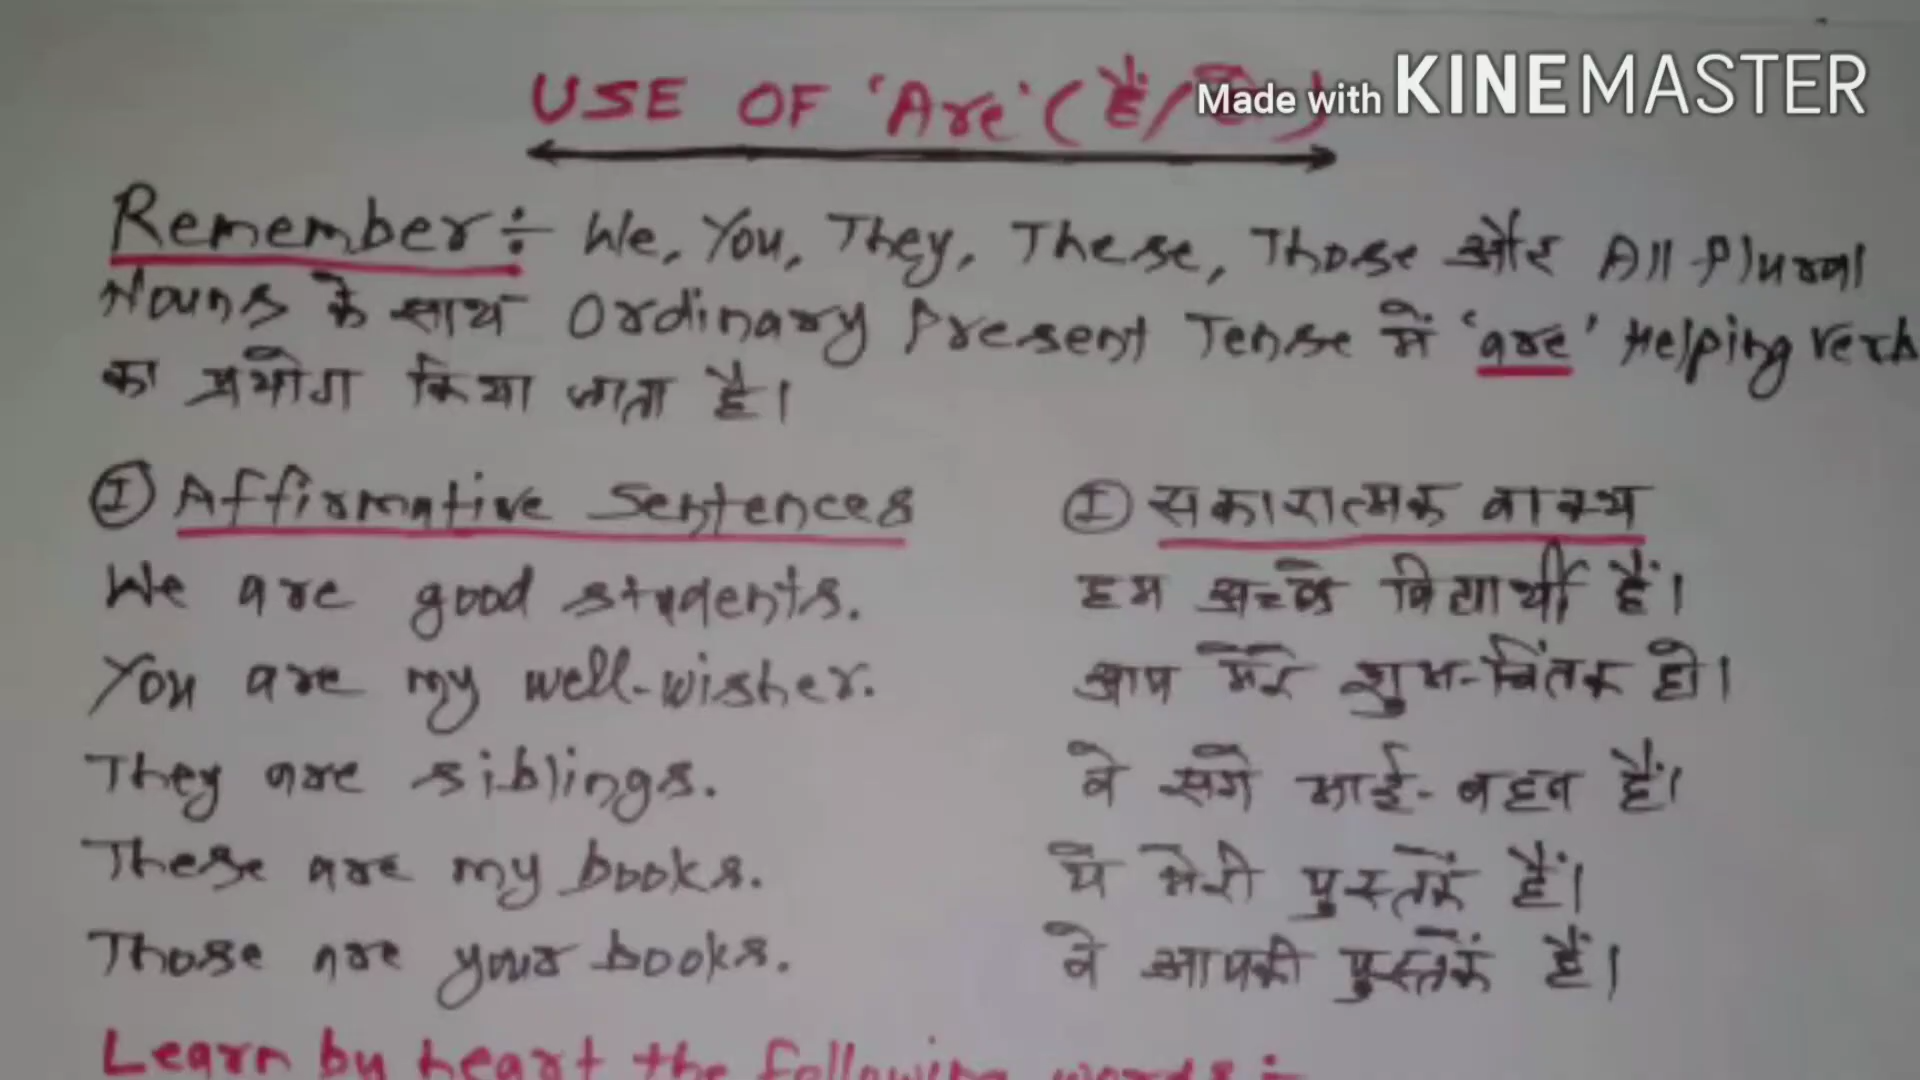 USE OF 'Are' ( हैं /
Made with KINEMASTER
Remember ÷ We, You, They, These, Those और All Plural
Nouns के साथ Ordinary Present Tense में 'are' Helping Verb
का प्रयोग किया जाता है।
I Affirmative Sentences
We are good students.
You are my well-wisher.
They are siblings.
These are my books.
Those are your books.
I सकारात्मक वाक्य
हम अच्छे विद्यार्थी हैं।
आप मेरे शुभ-चिंतक हो।
वे सगे भाई-बहन हैं।
ये मेरी पुस्तकें हैं।
वे आपकी पुस्तकें हैं।
Learn by heart the following words :-